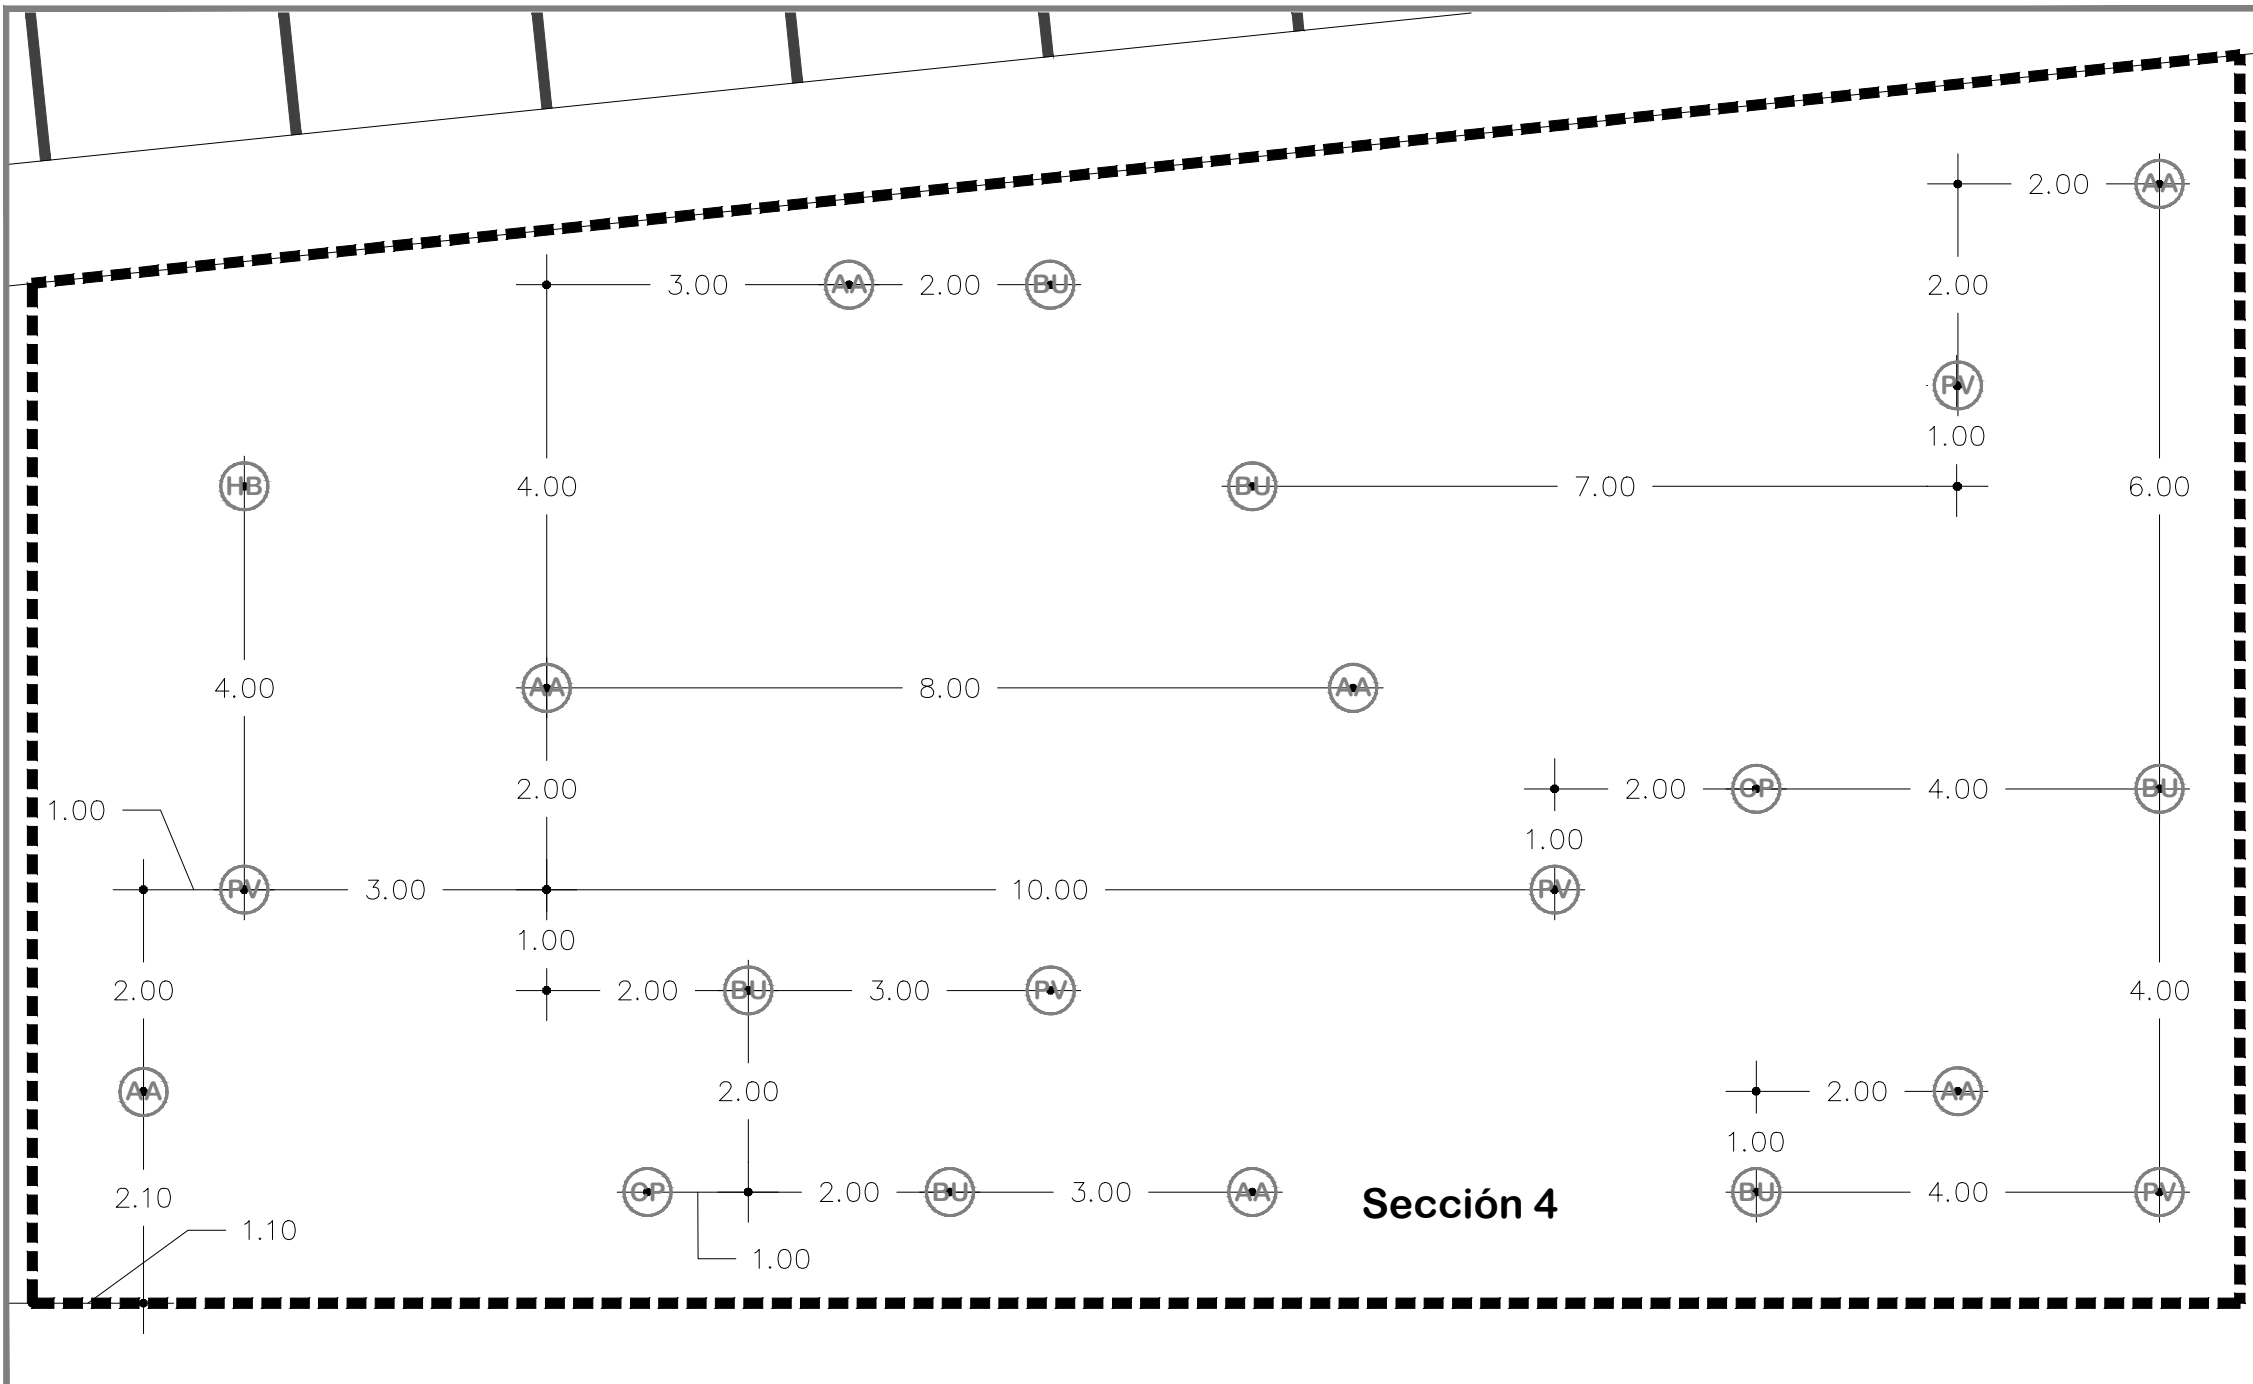 2.00 AA
3.00 AA 2.00 BU 2.00
PV
1.00
HB 4.00 BU 7.00 6.00
4.00 AA 8.00 AA
2.00 CP 2.00 4.00 BU
1.00
1.00
PV 3.00 10.00 PV
1.00
2.00 2.00 BU 3.00 PV 4.00
AA 2.00 2.00 AA
1.00
2.10 CP 2.00 BU 3.00 AA Sección 4 BU 4.00 PV
1.10
1.00